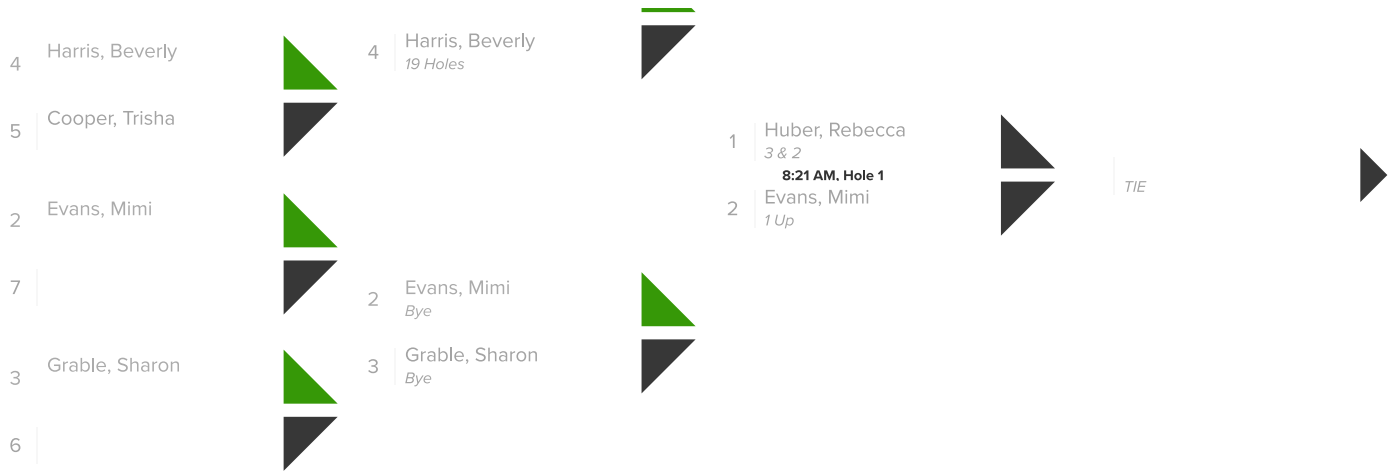 4
Harris, Beverly
5
Cooper, Trisha
2
Evans, Mimi
7
3
Grable, Sharon
6
4
Harris, Beverly
19 Holes
2
Evans, Mimi
Bye
3
Grable, Sharon
Bye
1
Huber, Rebecca
3 & 2
8:21 AM, Hole 1
2
Evans, Mimi
1 Up
TIE